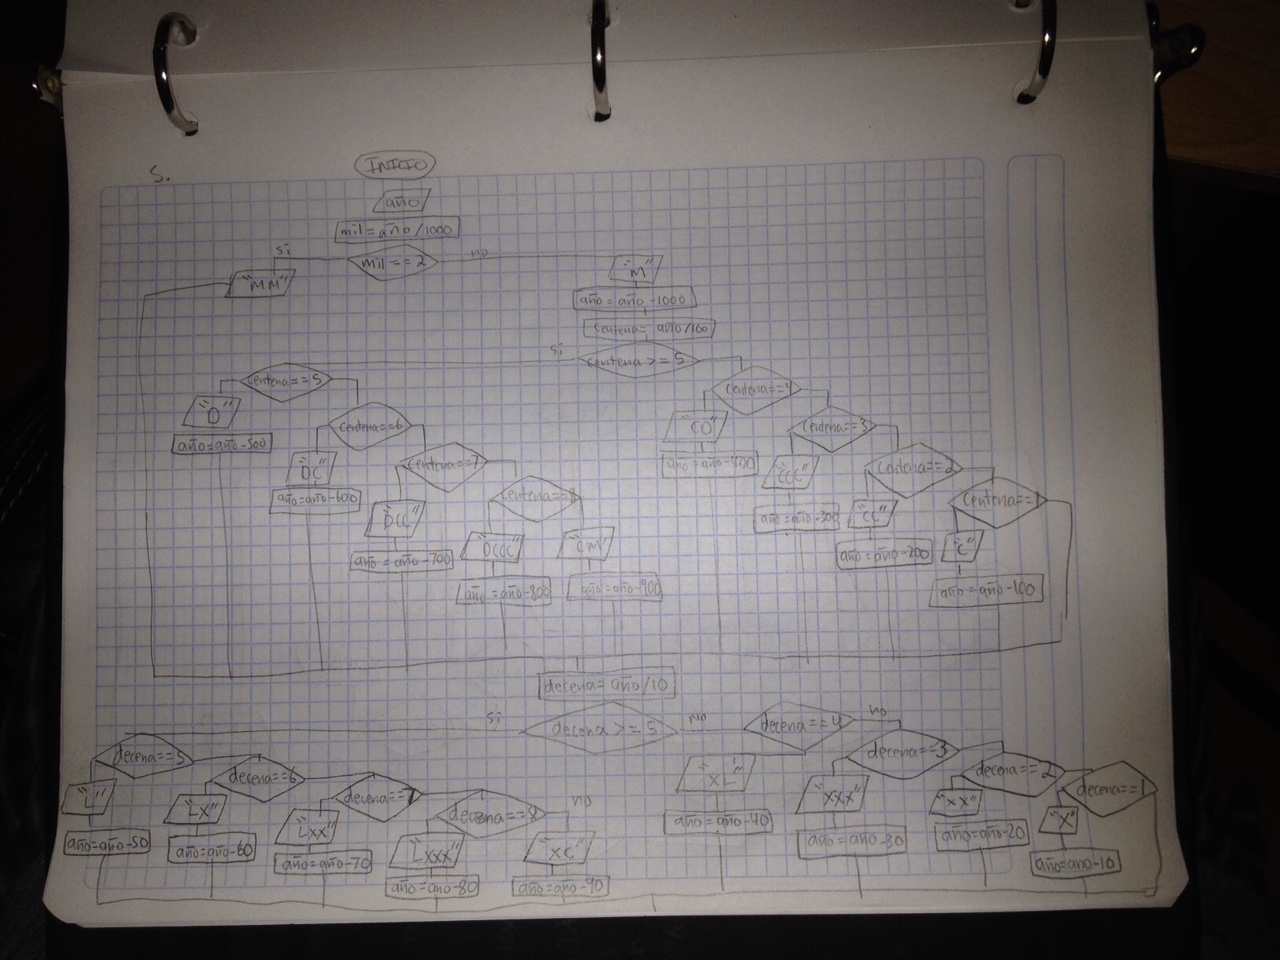 5.
INICIO
año
mil = año/1000
si
mil == 2
no
"MM"
"M"
año = año - 1000
centena = año/100
si
centena >= 5
centena == 5
"D"
año = año - 500
centena == 6
"DC"
año = año - 600
centena == 7
"DCC"
año = año - 700
centena == 8
"DCCC"
año = año - 800
"CM"
año = año - 900
centena == 4
"CD"
año = año - 400
centena == 3
"CCC"
año = año - 300
centena == 2
"CC"
año = año - 200
centena == 1
"C"
año = año - 100
decena = año/10
si
decena >= 5
no
decena == 5
"L"
año = año - 50
decena == 6
"LX"
año = año - 60
decena == 7
"LXX"
año = año - 70
decena == 8
no
"LXXX"
año = año - 80
"XC"
año = año - 90
decena == 4
no
"XL"
año = año - 40
decena == 3
"XXX"
año = año - 30
decena == 2
"XX"
año = año - 20
decena == 1
"X"
año = año - 10